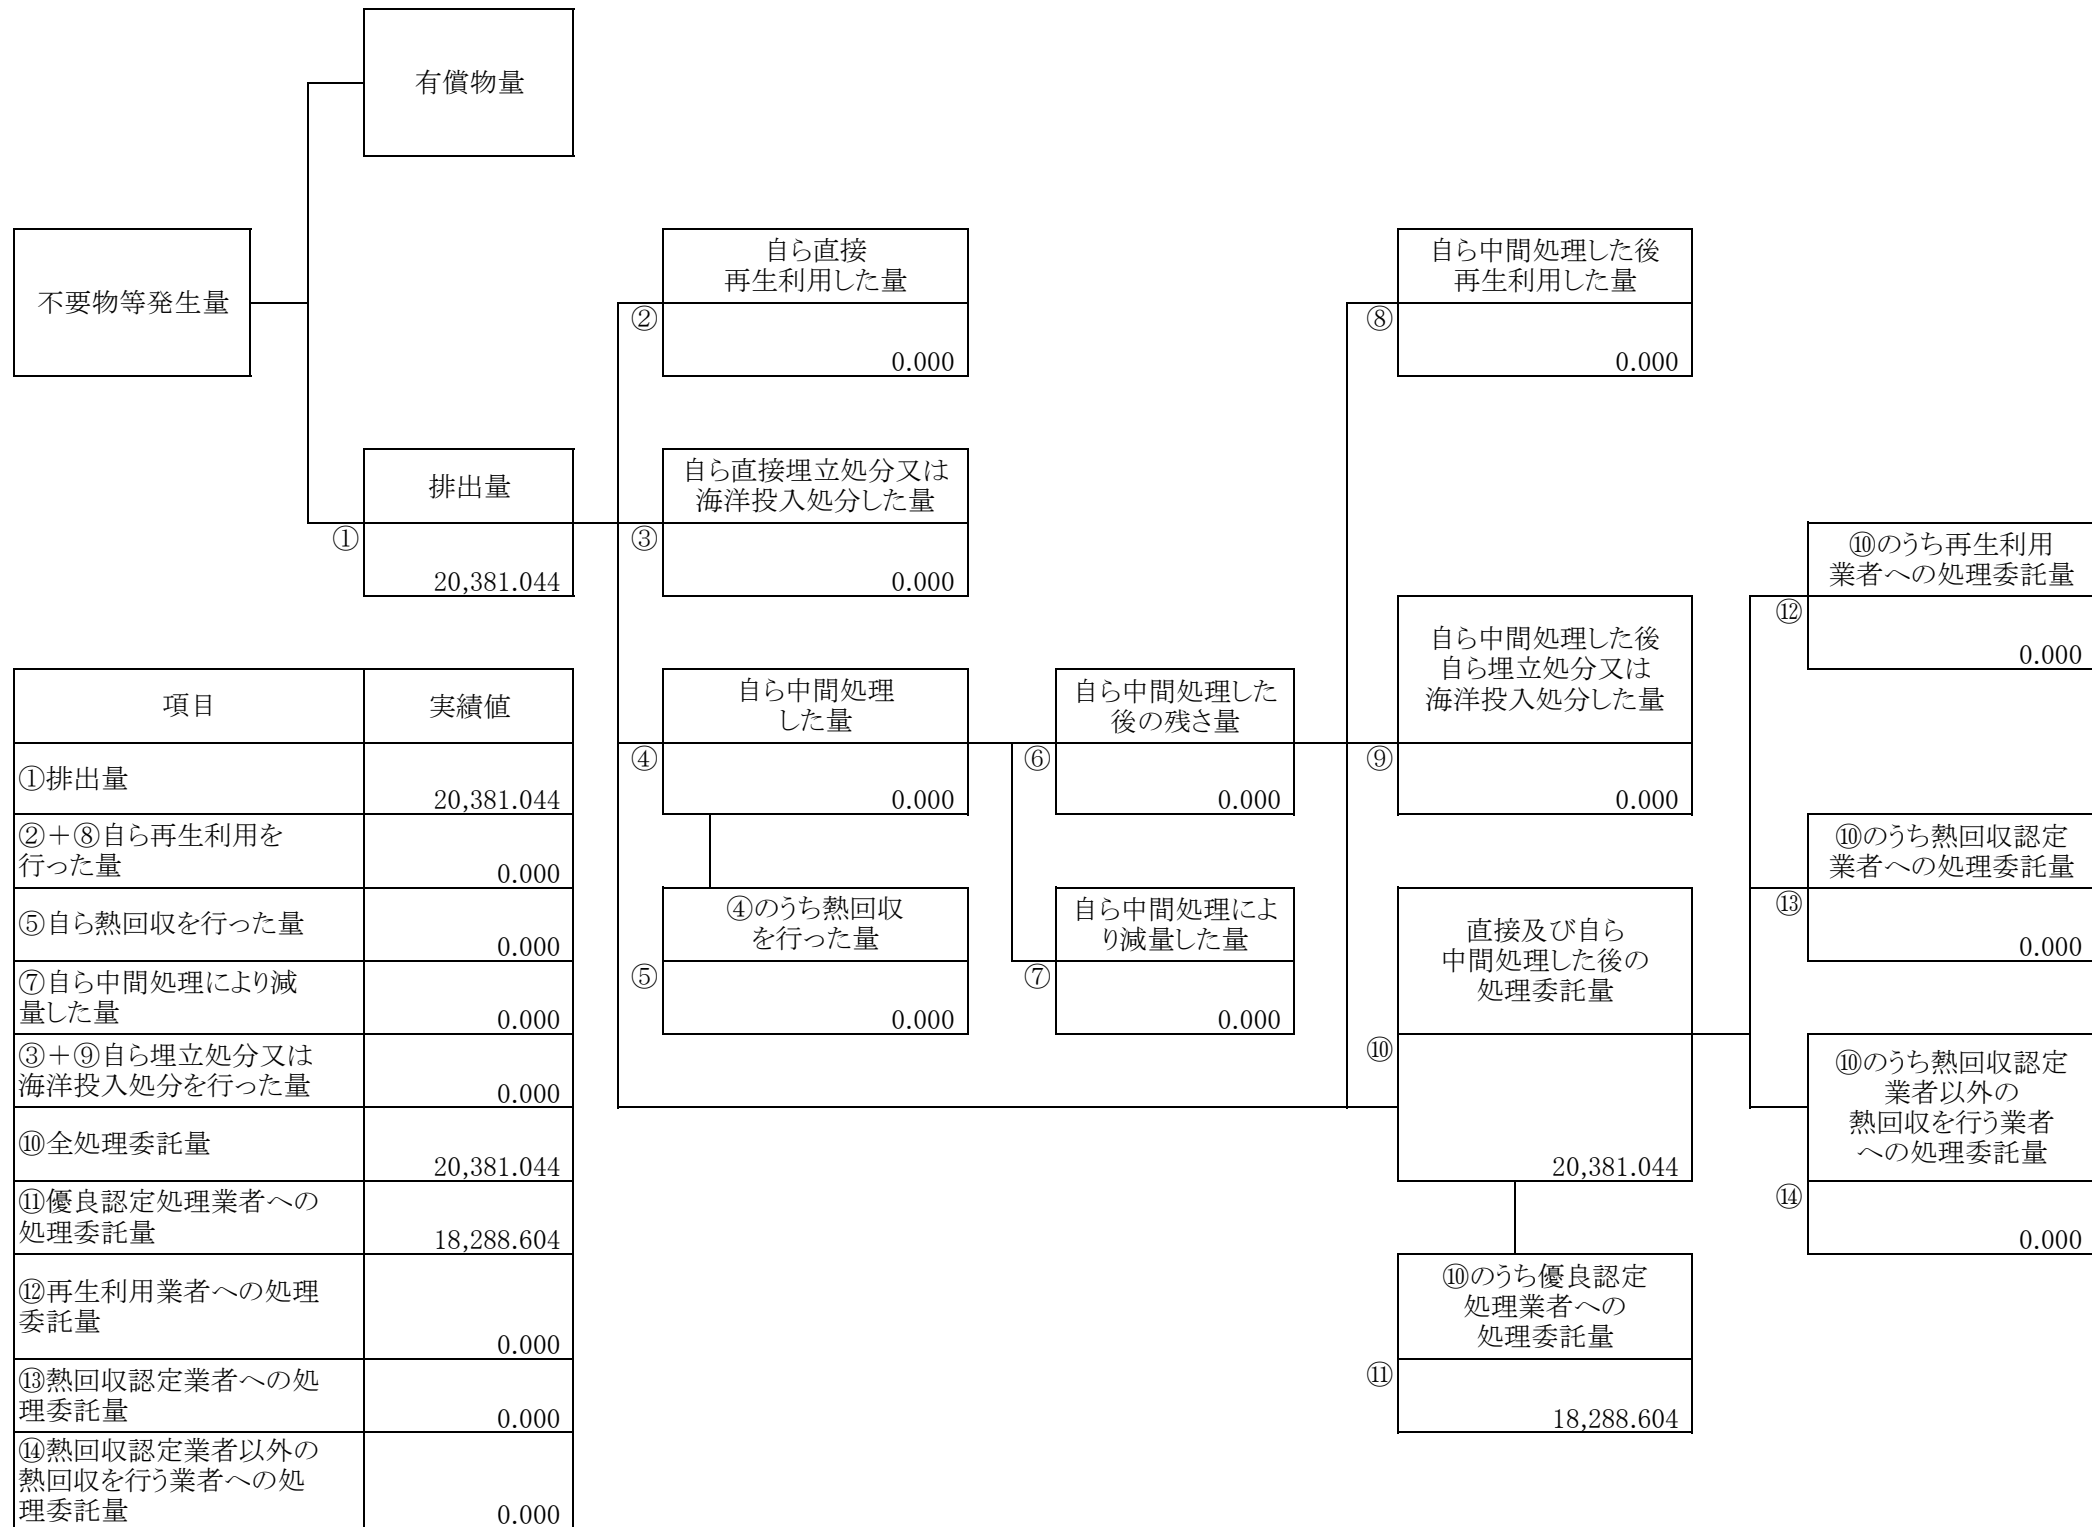 有償物量
不要物等発生量
自ら直接
再生利用した量
②
0.000
自ら中間処理した後
再生利用した量
⑧
0.000
排出量
①
20,381.044
自ら直接埋立処分又は
海洋投入処分した量
③
0.000
⑩のうち再生利用
業者への処理委託量
⑫
0.000
自ら中間処理
した量
④
0.000
自ら中間処理した
後の残さ量
⑥
0.000
自ら中間処理した後
自ら埋立処分又は
海洋投入処分した量
⑨
0.000
⑩のうち熱回収認定
業者への処理委託量
⑬
0.000
④のうち熱回収
を行った量
⑤
0.000
自ら中間処理によ
り減量した量
⑦
0.000
直接及び自ら
中間処理した後の
処理委託量
⑩
20,381.044
⑩のうち熱回収認定
業者以外の
熱回収を行う業者
への処理委託量
⑭
0.000
⑩のうち優良認定
処理業者への
処理委託量
⑪
18,288.604
項目 実績値
①排出量
20,381.044
②＋⑧自ら再生利用を
行った量
0.000
⑤自ら熱回収を行った量
0.000
⑦自ら中間処理により減
量した量
0.000
③＋⑨自ら埋立処分又は
海洋投入処分を行った量
0.000
⑩全処理委託量
20,381.044
⑪優良認定処理業者への
処理委託量
18,288.604
⑫再生利用業者への処理
委託量
0.000
⑬熱回収認定業者への処
理委託量
0.000
⑭熱回収認定業者以外の
熱回収を行う業者への処
理委託量
0.000